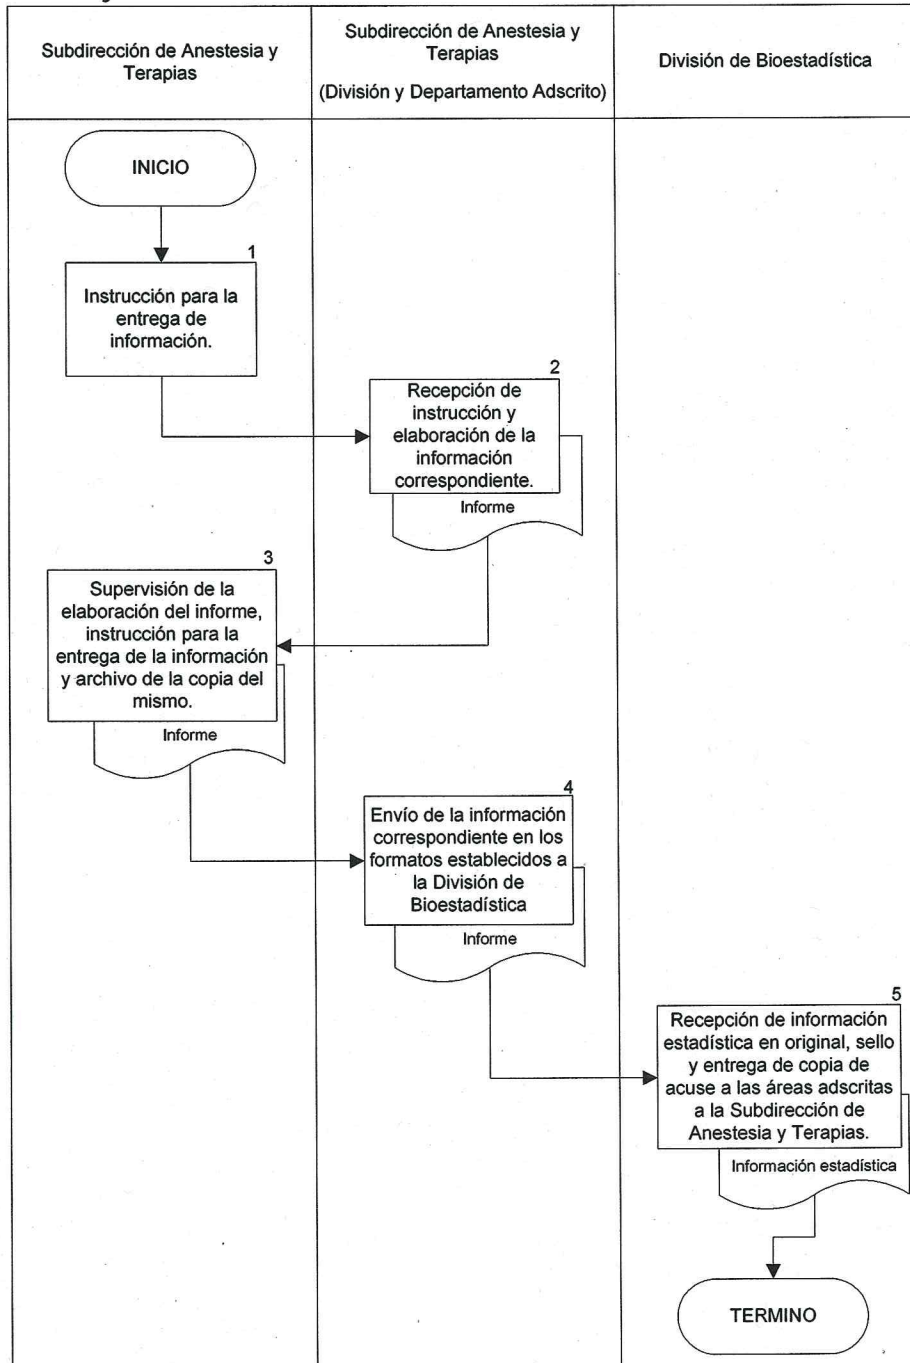 Subdirección de Anestesia y
Terapias
Subdirección de Anestesia y
Terapias
(División y Departamento Adscrito)
División de Bioestadística
INICIO
1
Instrucción para la
entrega de
información.
2
Recepción de
instrucción y
elaboración de la
información
correspondiente.
Informe
3
Supervisión de la
elaboración del informe,
instrucción para la
entrega de la información
y archivo de la copia del
mismo.
Informe
4
Envío de la información
correspondiente en los
formatos establecidos a
la División de
Bioestadística
Informe
5
Recepción de información
estadística en original, sello
y entrega de copia de
acuse a las áreas adscritas
a la Subdirección de
Anestesia y Terapias.
Información estadística
TERMINO